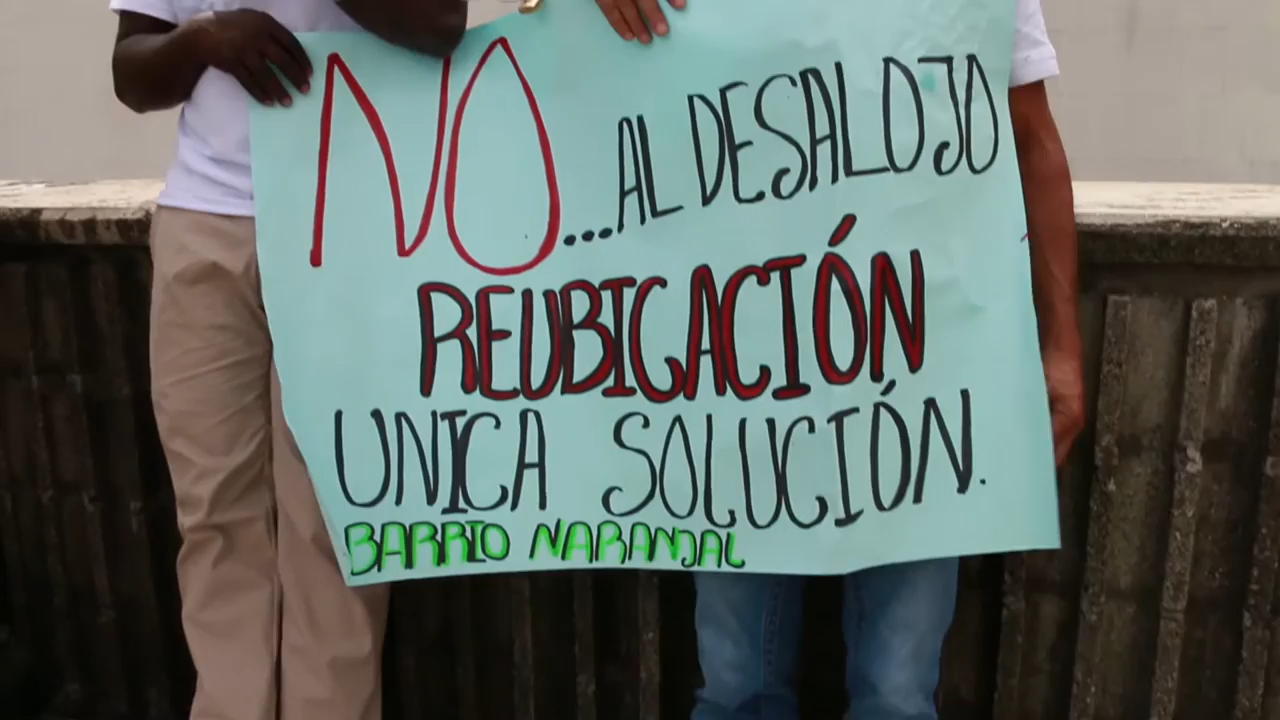 NO...AL DESALOJO
REUBICACIÓN
UNICA SOLUCIÓN.
BARRIO NARANJAL